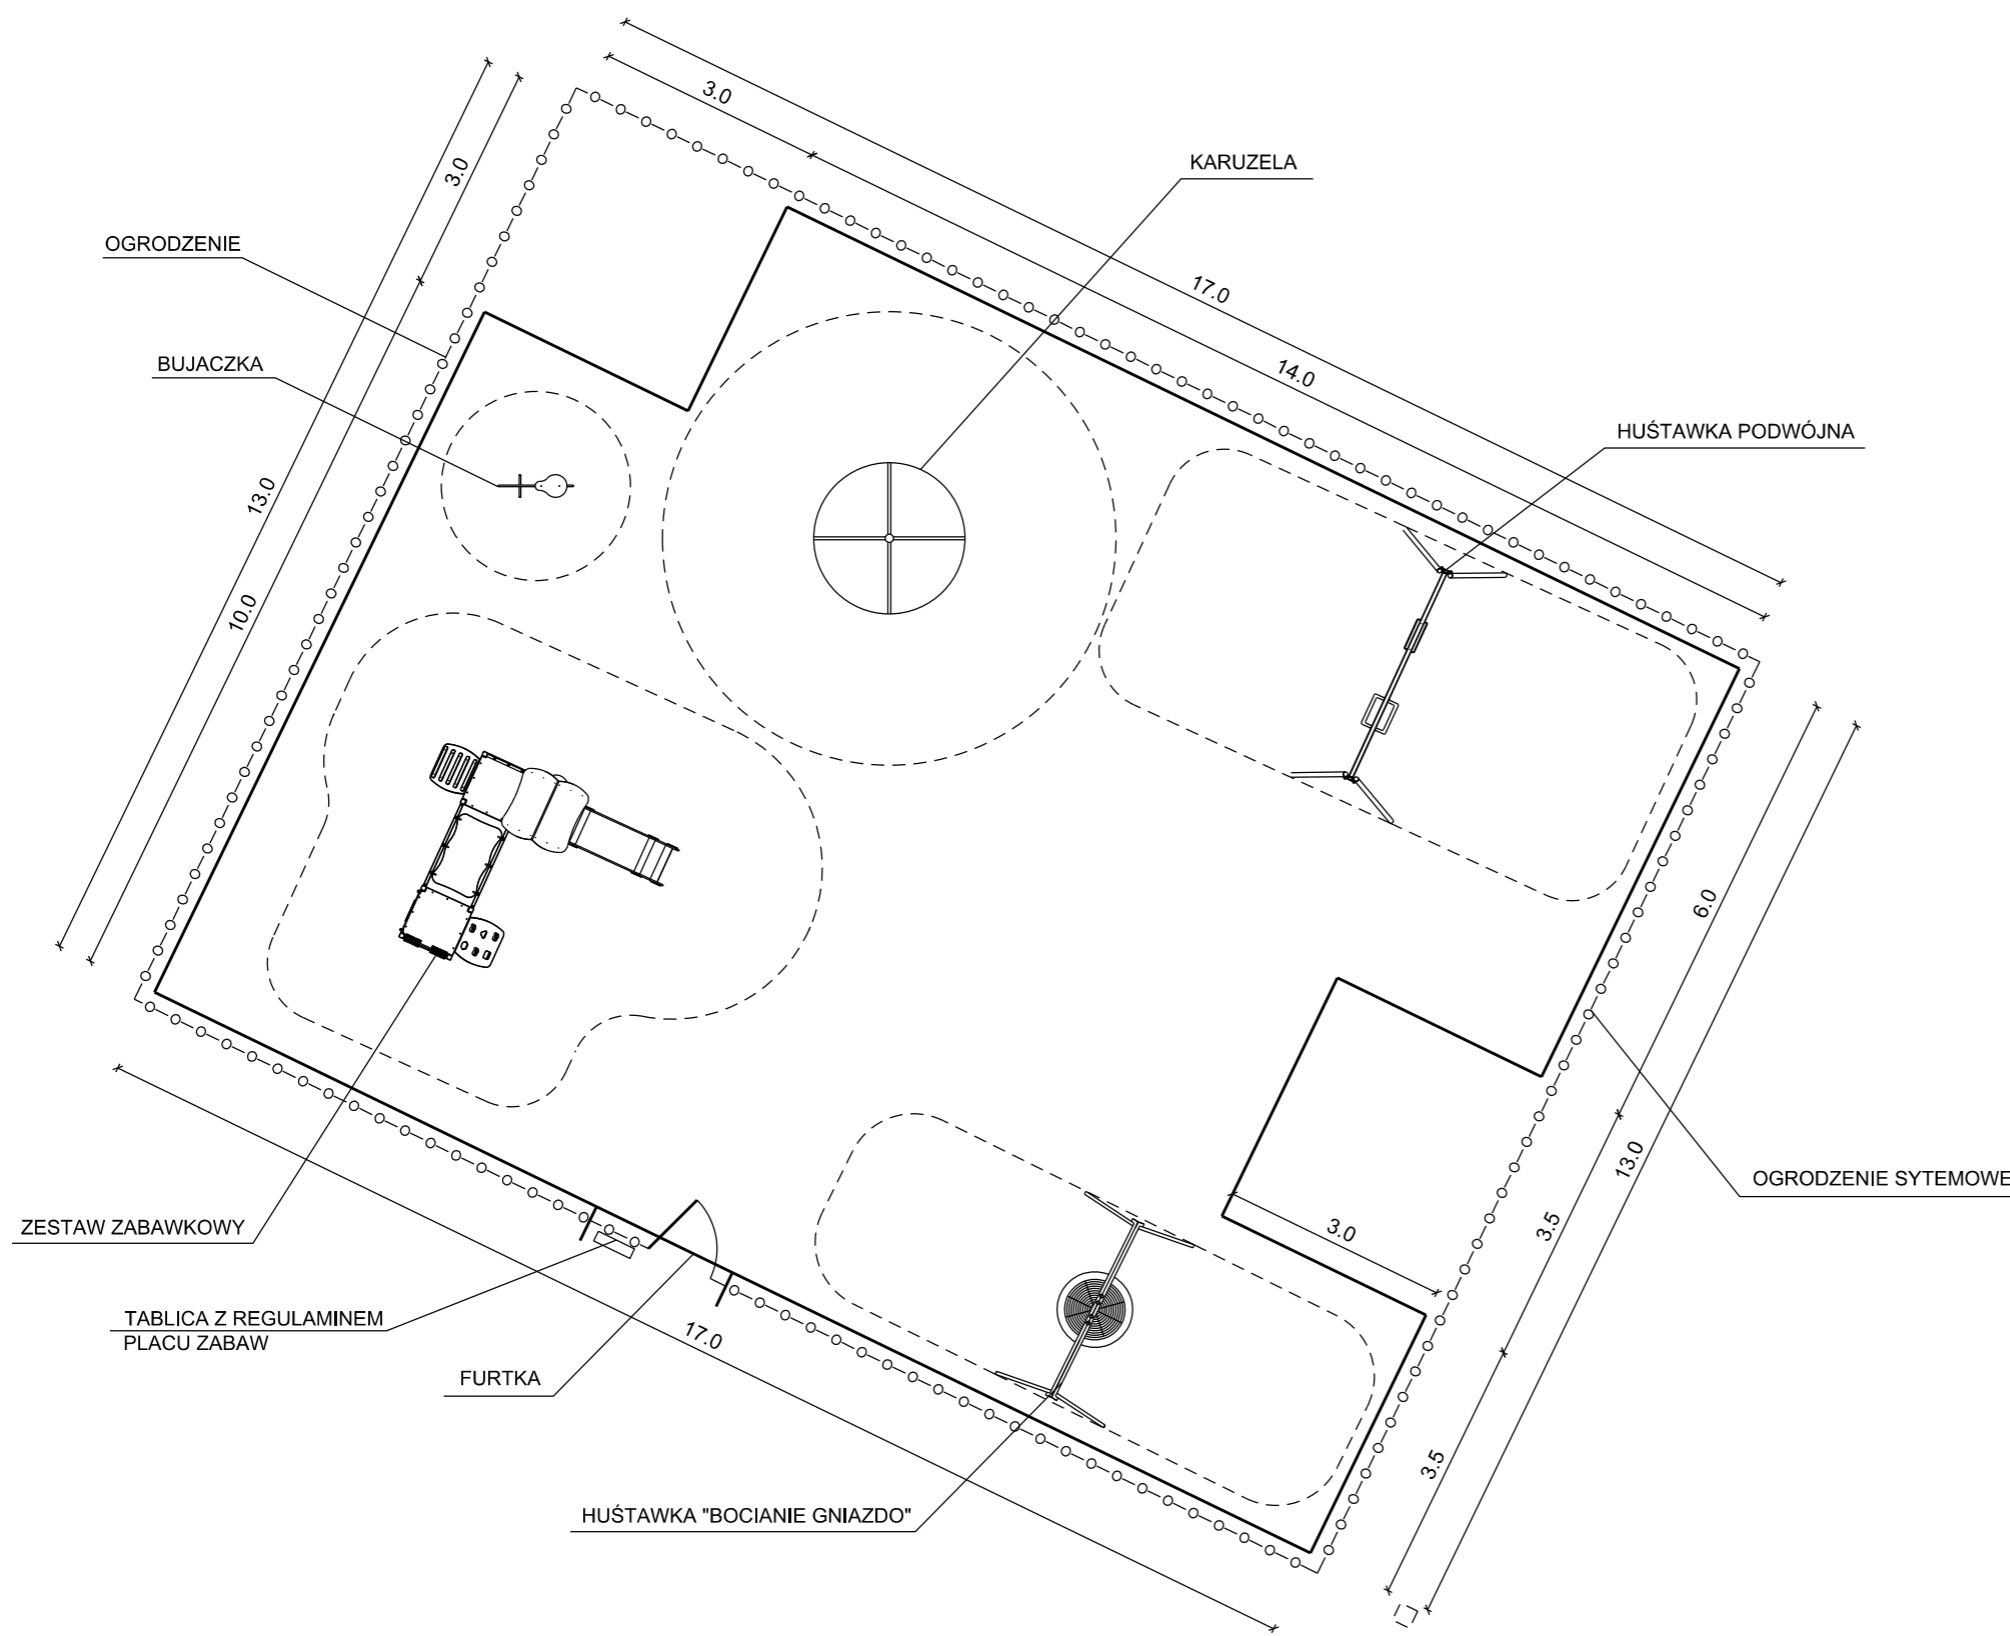 3.0
3.0
KARUZELA
OGRODZENIE
17.0
BUJACZKA
14.0
HUŚTAWKA PODWÓJNA
13.0
10.0
6.0
13.0
OGRODZENIE SYTEMOWE
3.5
3.0
ZESTAW ZABAWKOWY
TABLICA Z REGULAMINEM
PLACU ZABAW
17.0
FURTKA
3.5
HUŚTAWKA "BOCIANIE GNIAZDO"